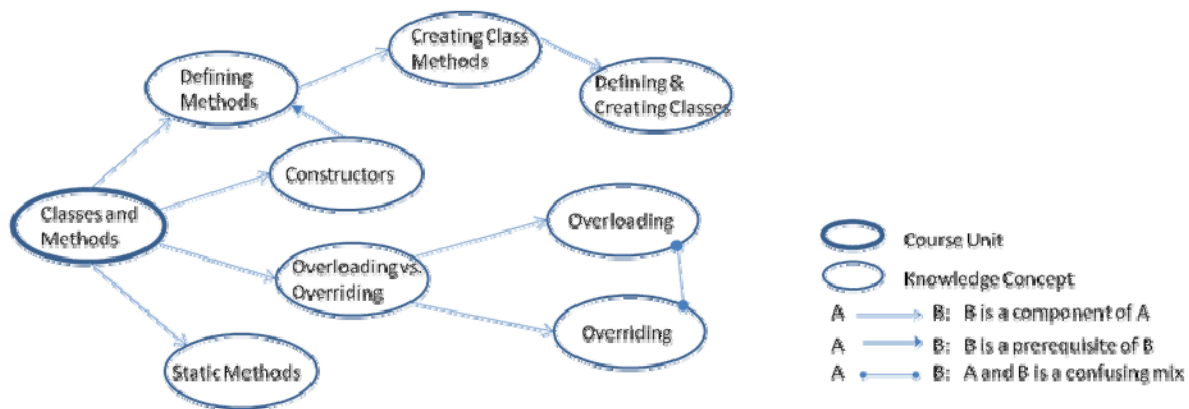 Creating Class
Methods
Defining
Methods
Defining &
Creating Classes
Constructors
Classes and
Methods
Overloading
Overloading vs.
Overriding
Overriding
Static Methods
Course Unit
Knowledge Concept
A B: B is a component of A
A B: B is a prerequisite of B
A B: A and B is a confusing mix